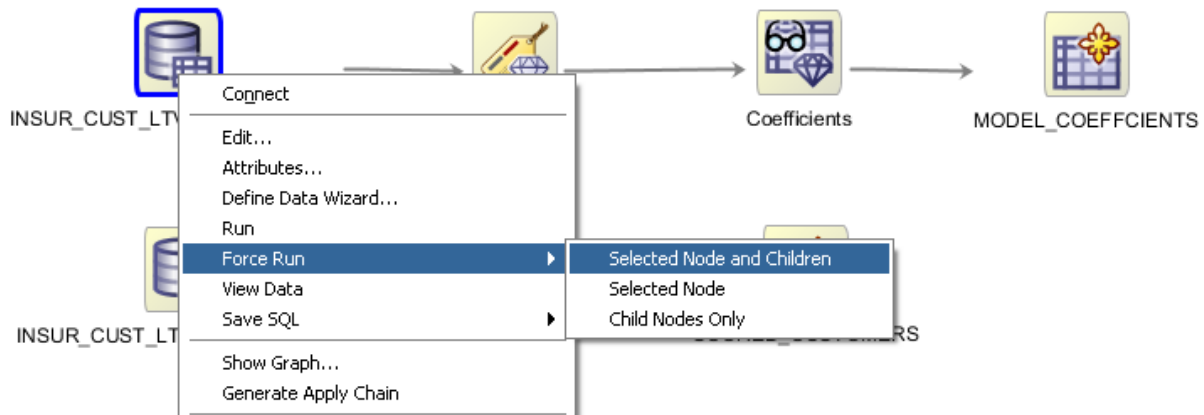 INSUR_CUST_LTV
Coefficients
MODEL_COEFFCIENTS
Connect
Edit...
Attributes...
Define Data Wizard...
Run
Force Run
Selected Node and Children
View Data
Selected Node
Save SQL
Child Nodes Only
INSUR_CUST_LT
Show Graph...
Generate Apply Chain